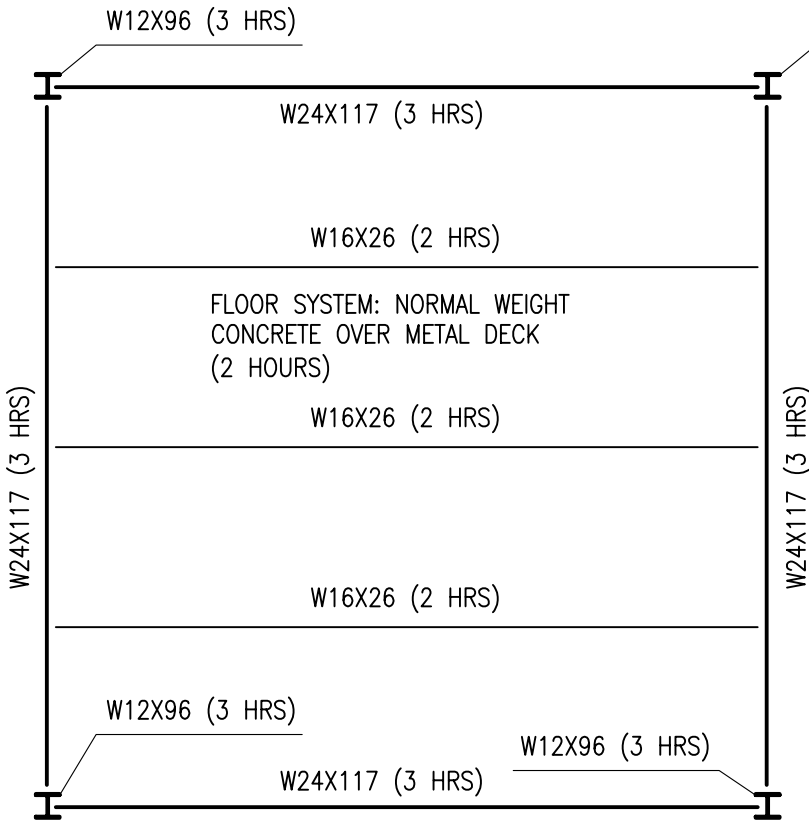 W12X96 (3 HRS)
W24X117 (3 HRS)
W16X26 (2 HRS)
FLOOR SYSTEM: NORMAL WEIGHT
CONCRETE OVER METAL DECK
(2 HOURS)
W16X26 (2 HRS)
W24X117 (3 HRS)
W24X117 (3 HRS)
W16X26 (2 HRS)
W12X96 (3 HRS)
W12X96 (3 HRS)
W24X117 (3 HRS)